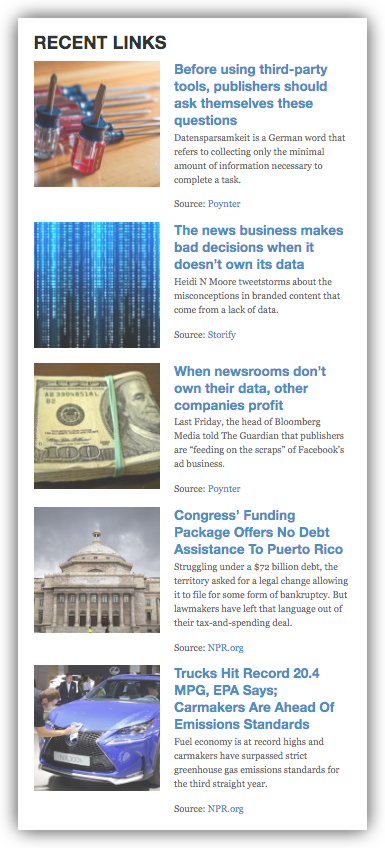 RECENT LINKS
Before using third-party
tools, publishers should
ask themselves these
questions
Datensparsamkeit is a German word that
refers to collecting only the minimal
amount of information necessary to
complete a task.
Source: Poynter
The news business makes
bad decisions when it
doesn’t own its data
Heidi N Moore tweetstorms about the
misconceptions in branded content that
come from a lack of data.
Source: Storify
When newsrooms don’t
own their data, other
companies profit
Last Friday, the head of Bloomberg
Media told The Guardian that publishers
are “feeding on the scraps” of Facebook’s
ad business.
Source: Poynter
100
Congress’ Funding
Package Offers No Debt
Assistance To Puerto Rico
Struggling under a $72 billion debt, the
territory asked for a legal change allowing
it to file for some form of bankruptcy. But
lawmakers have left that language out of
their tax-and-spending deal.
Source: NPR.org
Trucks Hit Record 20.4
MPG, EPA Says;
Carmakers Are Ahead Of
Emissions Standards
Fuel economy is at record highs and
carmakers have surpassed strict
greenhouse gas emissions standards for
the third straight year.
Source: NPR.org